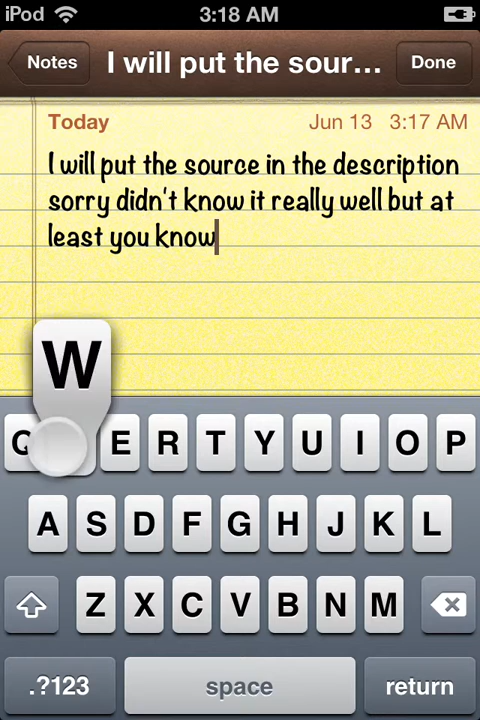 iPod 3:18 AM
Notes I will put the sour... Done
Today Jun 13 3:17 AM
I will put the source in the description
sorry didn't know it really well but at
least you know
W
Q E R T Y U I O P
A S D F G H J K L
Z X C V B N M
.?123 space return